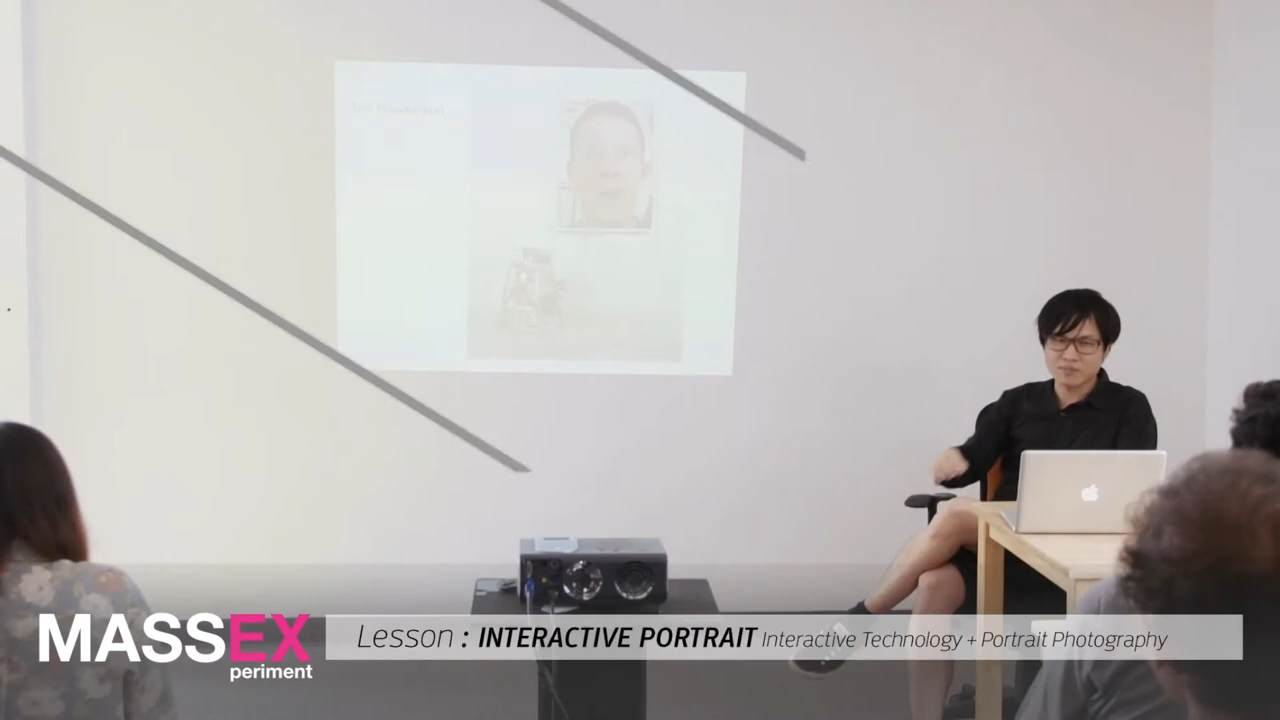 MASSEX
periment
Lesson : INTERACTIVE PORTRAIT Interactive Technology + Portrait Photography